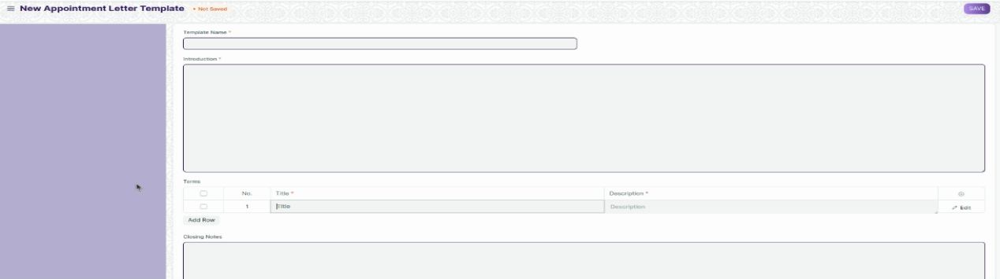 New Appointment Letter Template • Not Saved SAVE
Template Name *
Introduction *
Terms
No. Title * Description *
1 Title Description Edit
Add Row
Closing Notes